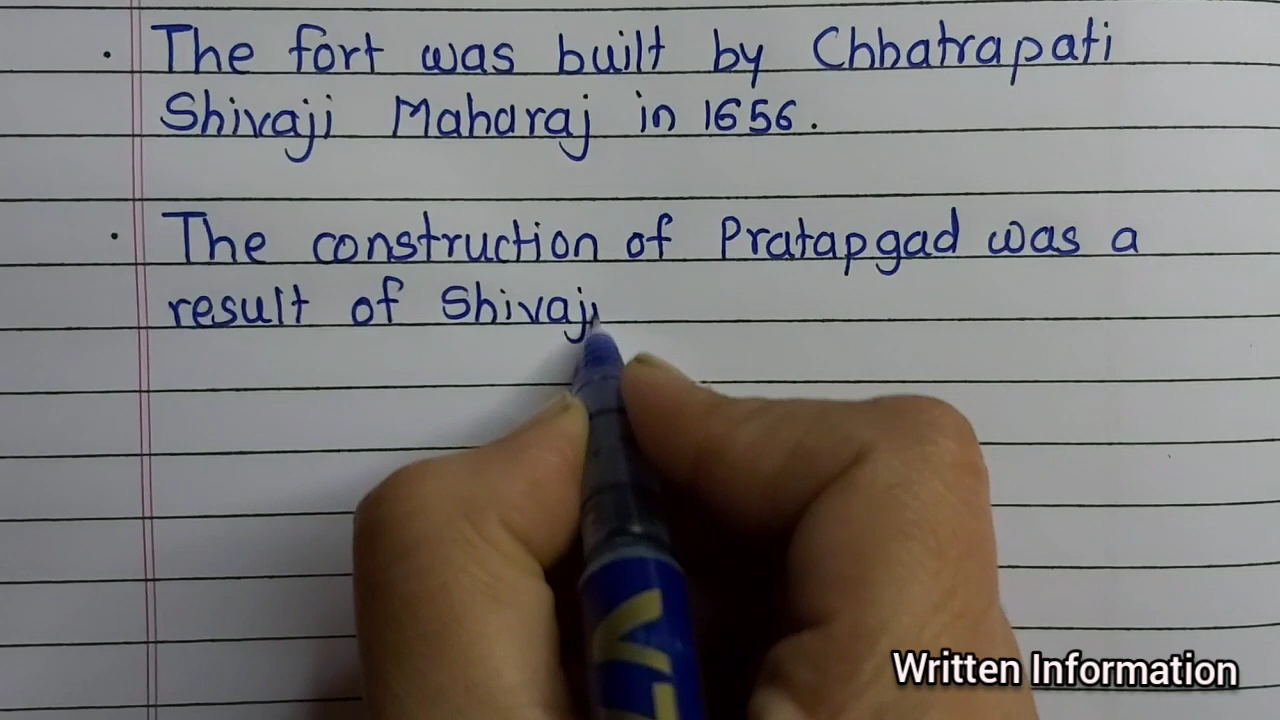 · The fort was built by Chhatrapati
Shivaji Maharaj in 1656.
· The construction of Pratapgad was a
result of Shivaji
V7
Written Information